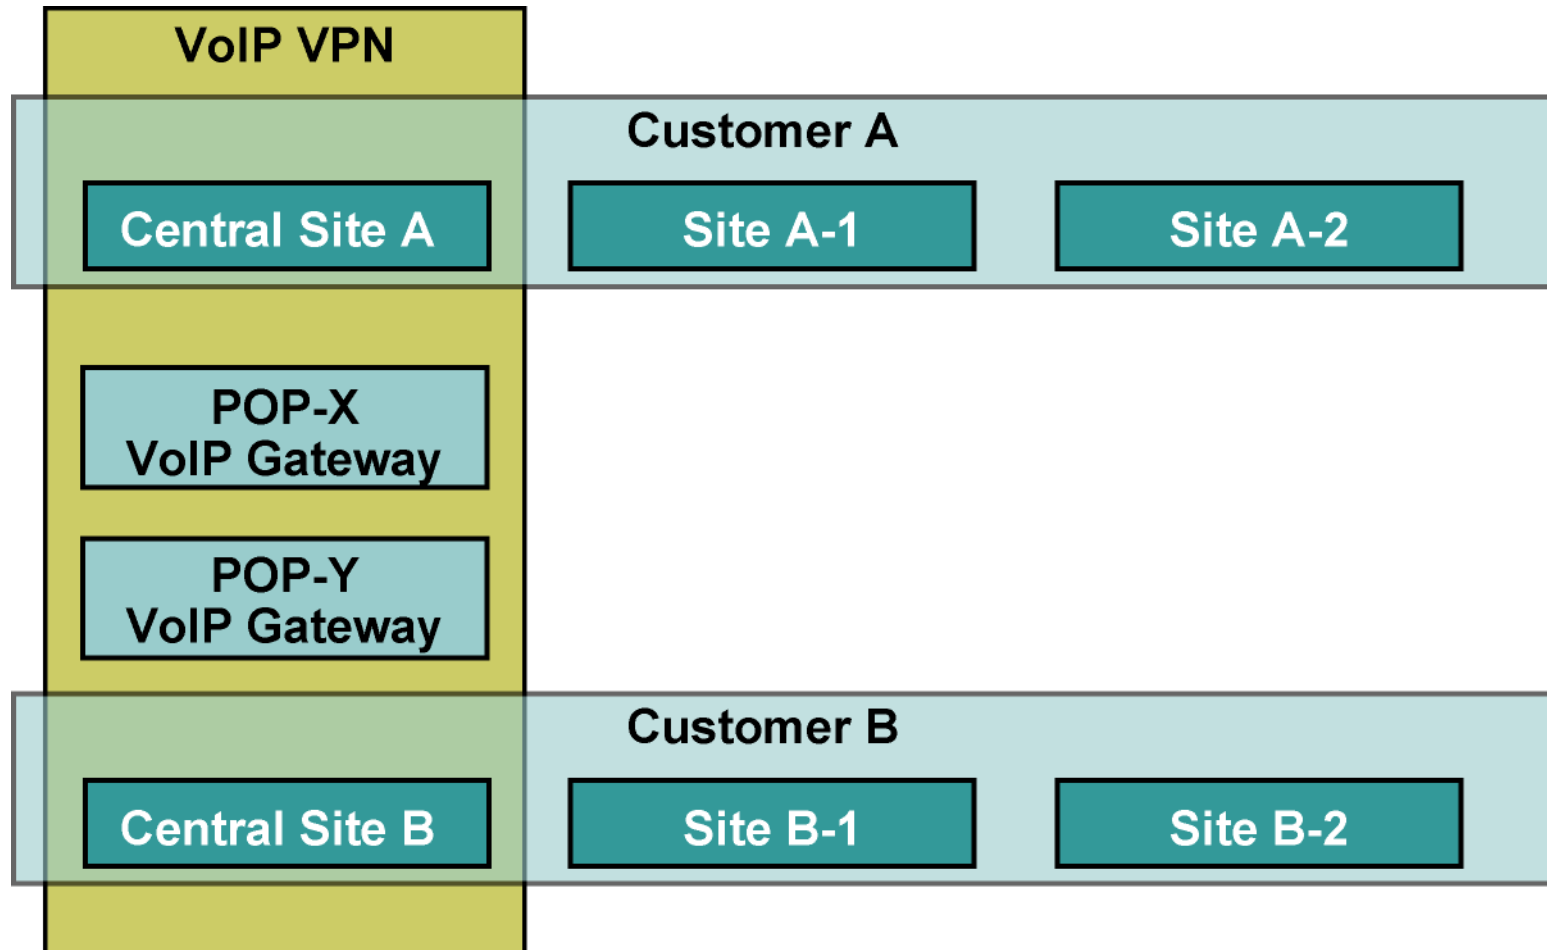 VoIP VPN
Customer A
Central Site A
Site A-1
Site A-2
POP-X
VoIP Gateway
POP-Y
VoIP Gateway
Customer B
Central Site B
Site B-1
Site B-2